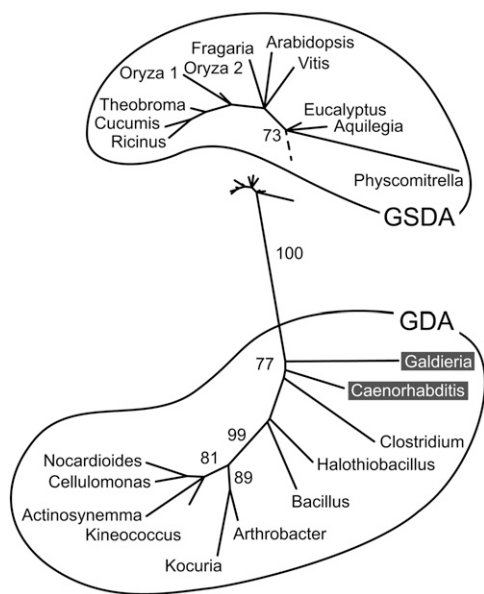 Arabidopsis
Fragaria
Vitis
Oryza 1
Oryza 2
Theobroma
Cucumis
Ricinus
Eucalyptus
Aquilegia
73
Physcomitrella
GSDA
100
GDA
77
Galdieria
Caenorhabditis
Clostridium
99
Halothiobacillus
Nocardioides
81
Cellulomonas
89
Bacillus
Actinosynemma
Kineococcus
Arthrobacter
Kocuria